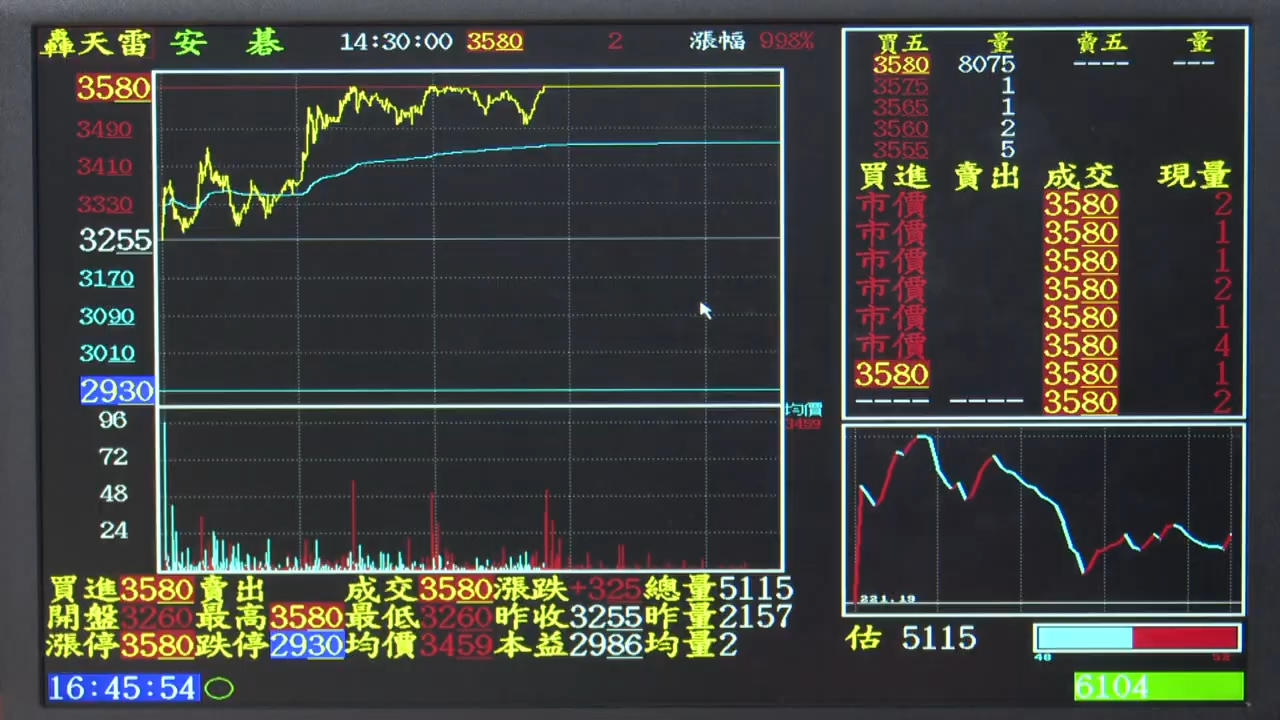 轟天雷 安 碁 14:30:00 3580 2 漲幅 998%
3580
3490
3410
3330
3255
3170
3090
3010
2930
96
72
48
24
均價
3459
買五 量 賣五 量
3580 8075 ---- ---
3575 1
3565 1
3560 2
3555 5
買進 賣出 成交 現量
市價 3580 2
市價 3580 1
市價 3580 1
市價 3580 2
市價 3580 1
市價 3580 4
3580 3580 1
---- ---- 3580 2
221.19
買進3580賣出 成交3580漲跌+325總量5115
開盤3260最高3580最低3260昨收3255昨量2157
漲停3580跌停2930均價3459本益2986均量2
估 5115
48 52
16:45:54
6104